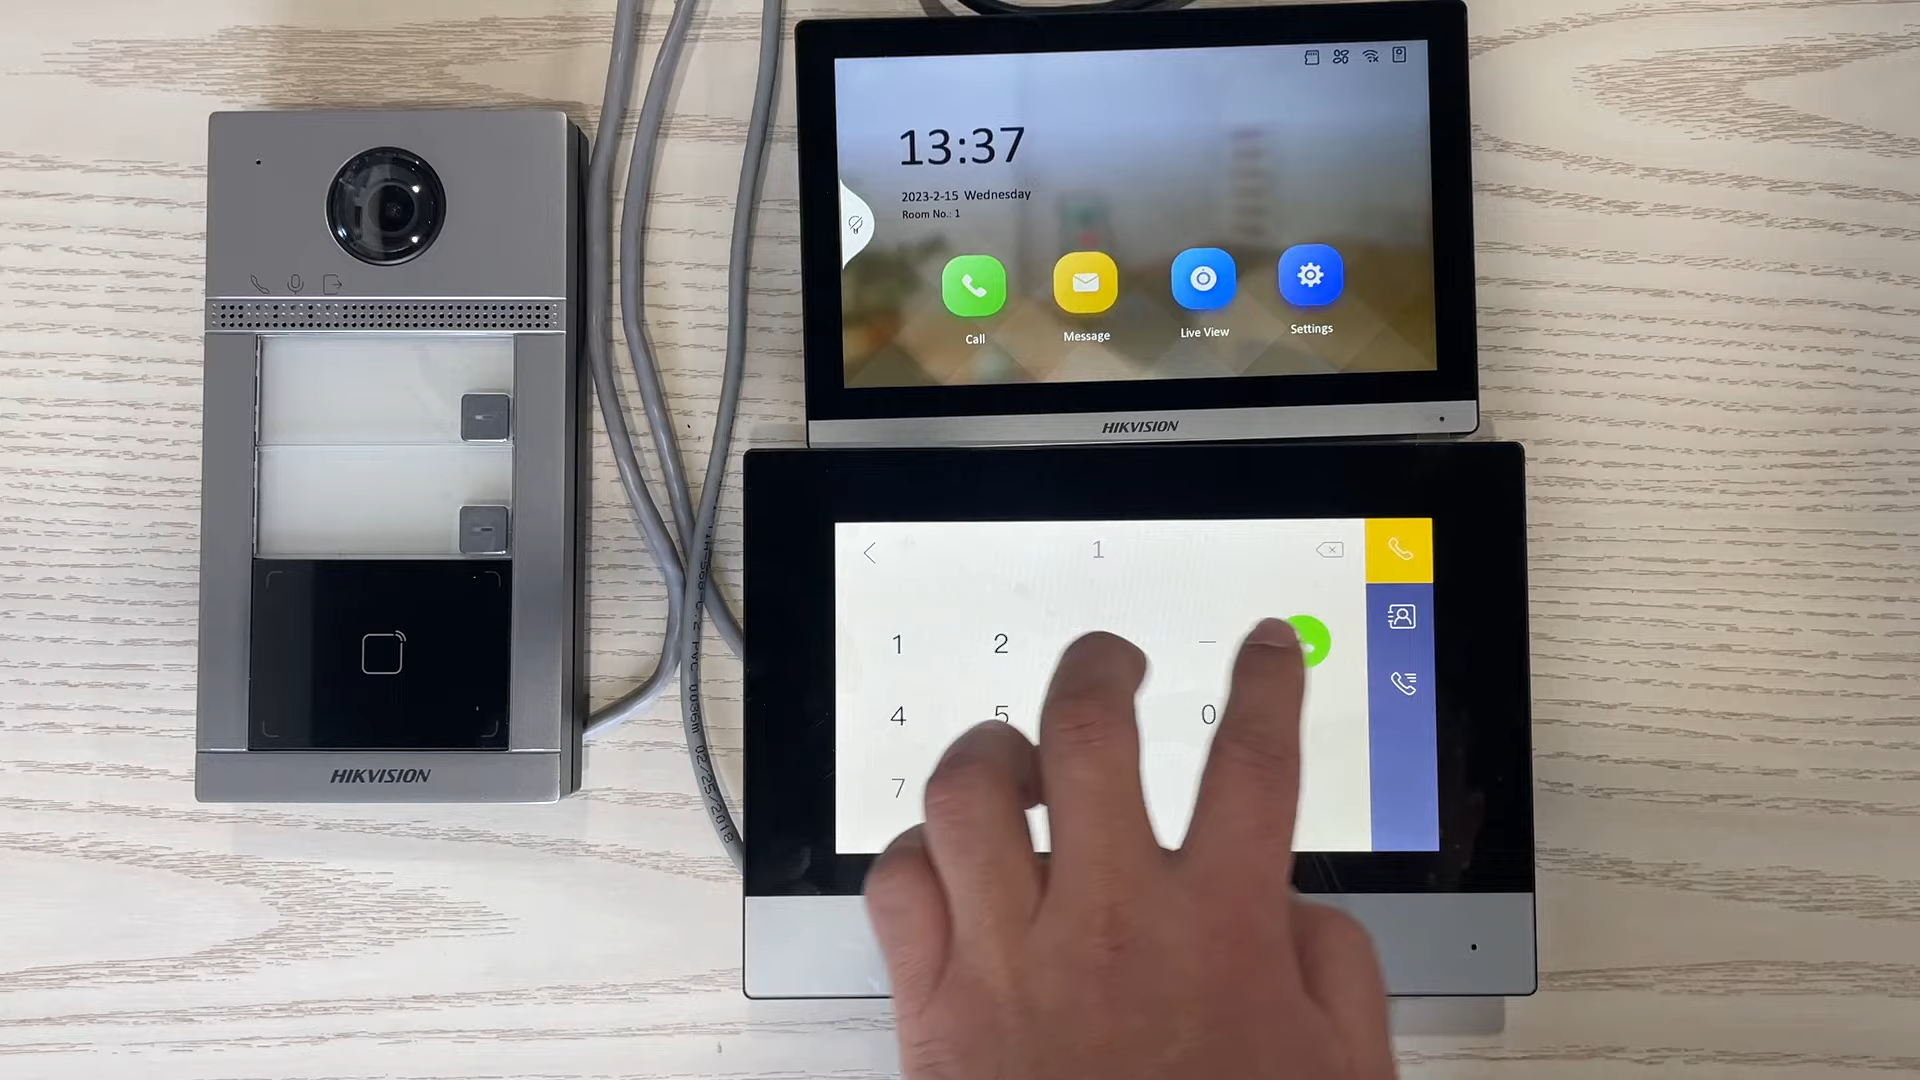 13:37
2023-2-15 Wednesday
Room No.: 1
Call
Message
Live View
Settings
HIKVISION
1
1
2
4
5
0
7
HIKVISION